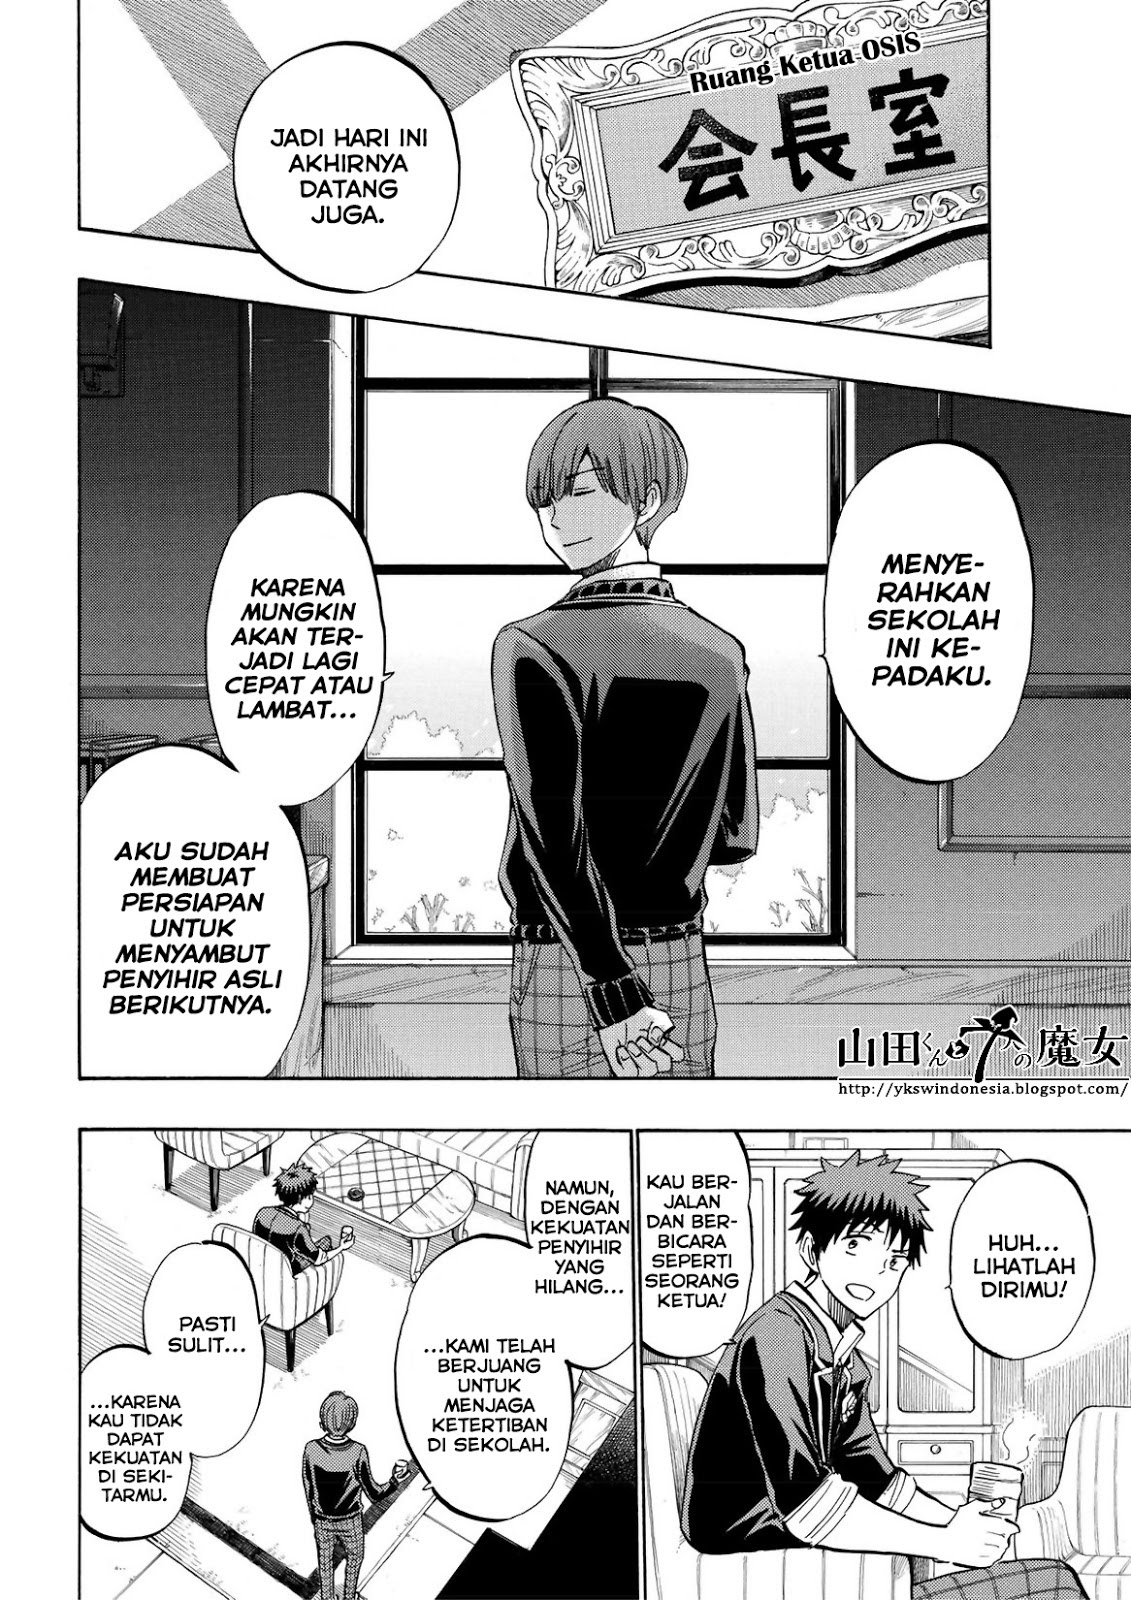 Ruang Ketua OSIS
会長室
JADI HARI INI
AKHIRNYA
DATANG
JUGA.
MENYE-
RAHKAN
SEKOLAH
INI KE-
PADAKU.
KARENA
MUNGKIN
AKAN TER-
JADI LAGI
CEPAT ATAU
LAMBAT...
AKU SUDAH
MEMBUAT
PERSIAPAN
UNTUK
MENYAMBUT
PENYIHIR ASLI
BERIKUTNYA.
山田くんと7人の魔女
http://ykswindonesia.blogspot.com/
HUH...
LIHATLAH
DIRIMU!
KAU BER-
JALAN
DAN BER-
BICARA
SEPERTI
SEORANG
KETUA!
NAMUN,
DENGAN
KEKUATAN
PENYIHIR
YANG
HILANG...
...KAMI TELAH
BERJUANG
UNTUK
MENJAGA
KETERTIBAN
DI SEKOLAH.
PASTI
SULIT...
...KARENA
KAU TIDAK
DAPAT
KEKUATAN
DI SEKI-
TARMU.